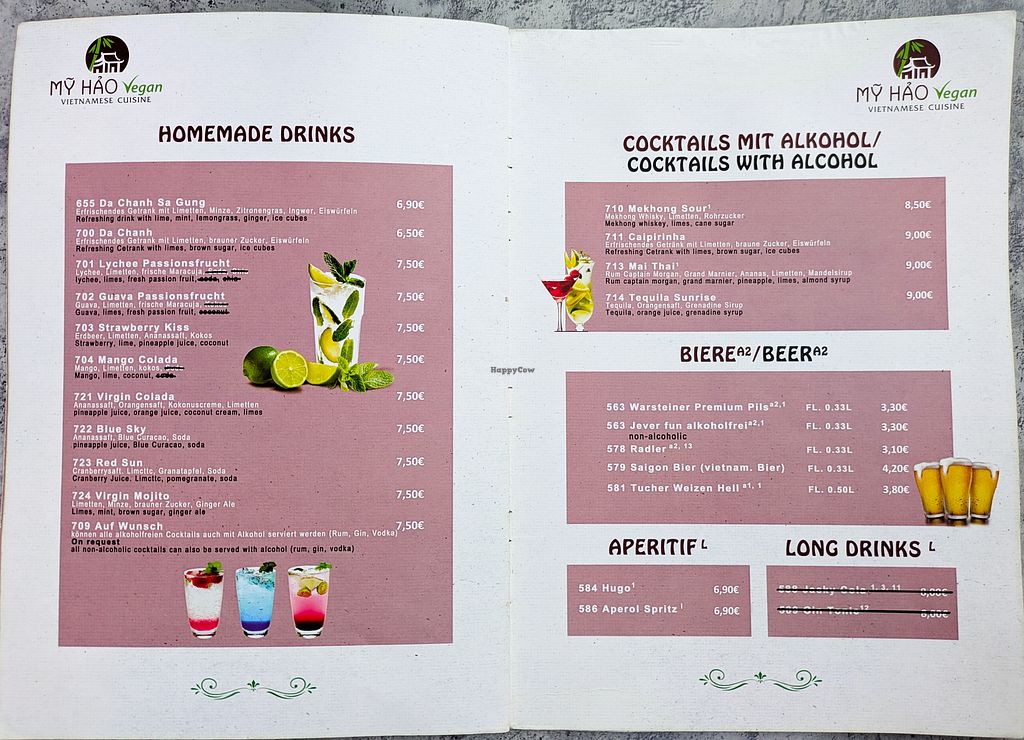 MỸ HẢO Vegan
VIETNAMESE CUISINE
HOMEMADE DRINKS
655 Da Chanh Sa Gung 6,90€
Erfrischendes Getrank mit Limetten, Minze, Zitronengras, Ingwer, Eiswürfeln
Refreshing drink with lime, mint, lemongrass, ginger, ice cubes
700 Da Chanh 6,50€
Erfrischendes Getrank mit Limetten, brauner Zucker, Eiswürfeln
Refreshing Cetrank with limes, brown sugar, ice cubes
701 Lychee Passionsfrucht 7,50€
Lychee, Limetten, frische Maracuja,
lychee, limes, fresh passion fruit,
702 Guava Passionsfrucht 7,50€
Guava, Limetten, frische Maracuja,
Guava, limes, fresh passion fruit, coconut
703 Strawberry Kiss 7,50€
Erdbeer, Limetten, Ananassaft, Kokos
Strawberry, lime, pineapple juice, coconut
704 Mango Colada 7,50€
Mango, Limetten, kokos,
Mango, lime, coconut,
721 Virgin Colada 7,50€
Ananassaft, Orangensaft, Kokonuscreme, Limetten
pineapple juice, orange juice, coconut cream, limes
722 Blue Sky 7,50€
Ananassaft, Blue Curaçao, Soda
pineapple juice, Blue Curacao, soda
723 Red Sun 7,50€
Cranberrysaft, Limcttc, Granatapfel, Soda
Cranberry Juice, Limcttc, pomegranate, soda
724 Virgin Mojito 7,50€
Limetten, Minze, brauner Zucker, Ginger Ale
Limes, mint, brown sugar, ginger ale
709 Auf Wunsch 7,50€
können alle alkoholfreien Cocktails auch mit Alkohol serviert werden (Rum, Gin, Vodka)
On request
all non-alcoholic cocktails can also be served with alcohol (rum, gin, vodka)
HappyCow
MỸ HẢO Vegan
VIETNAMESE CUISINE
COCKTAILS MIT ALKOHOL/
COCKTAILS WITH ALCOHOL
710 Mekhong Sour¹ 8,50€
Mekhong Whisky, Limetten, Rohrzucker
Mekhong whiskey, limes, cane sugar
711 Caipirinha 9,00€
Erfrischendes Getränk mit Limetten, braune Zucker, Eiswürfeln
Refreshing Cetrank with limes, brown sugar, ice cubes
713 Mai Thai¹ 9,00€
Rum Captain Morgan, Grand Marnier, Ananas, Limetten, Mandelsirup
Rum captain morgan, grand marnier, pineapple, limes, almond syrup
714 Tequila Sunrise 9,00€
Tequila, Orangensaft, Grenadine Sirup
Tequila, orange juice, grenadine syrup
BIERE A2/BEER A2
563 Warsteiner Premium Pils a2,1 FL. 0.33L 3,30€
563 Jever fun alkoholfrei a2,1 FL. 0.33L 3,30€
non-alcoholic
578 Radler a2, 13 FL. 0.33L 3,10€
579 Saigon Bier (vietnam. Bier) FL. 0.33L 4,20€
581 Tucher Weizen Hell a1, 1 FL. 0.50L 3,80€
APERITIF L
584 Hugo¹ 6,90€
586 Aperol Spritz l 6,90€
LONG DRINKS L
Jacky Cola 1, 3, 11
Gin Tonic 12